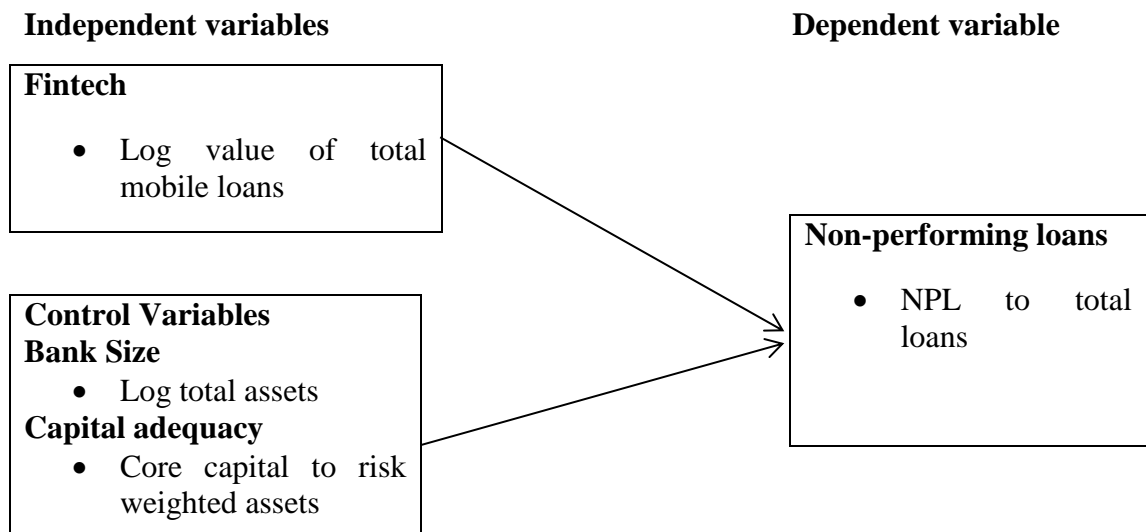 Independent variables
Dependent variable
Fintech
• Log value of total
mobile loans
Non-performing loans
• NPL to total
loans
Control Variables
Bank Size
• Log total assets
Capital adequacy
• Core capital to risk
weighted assets